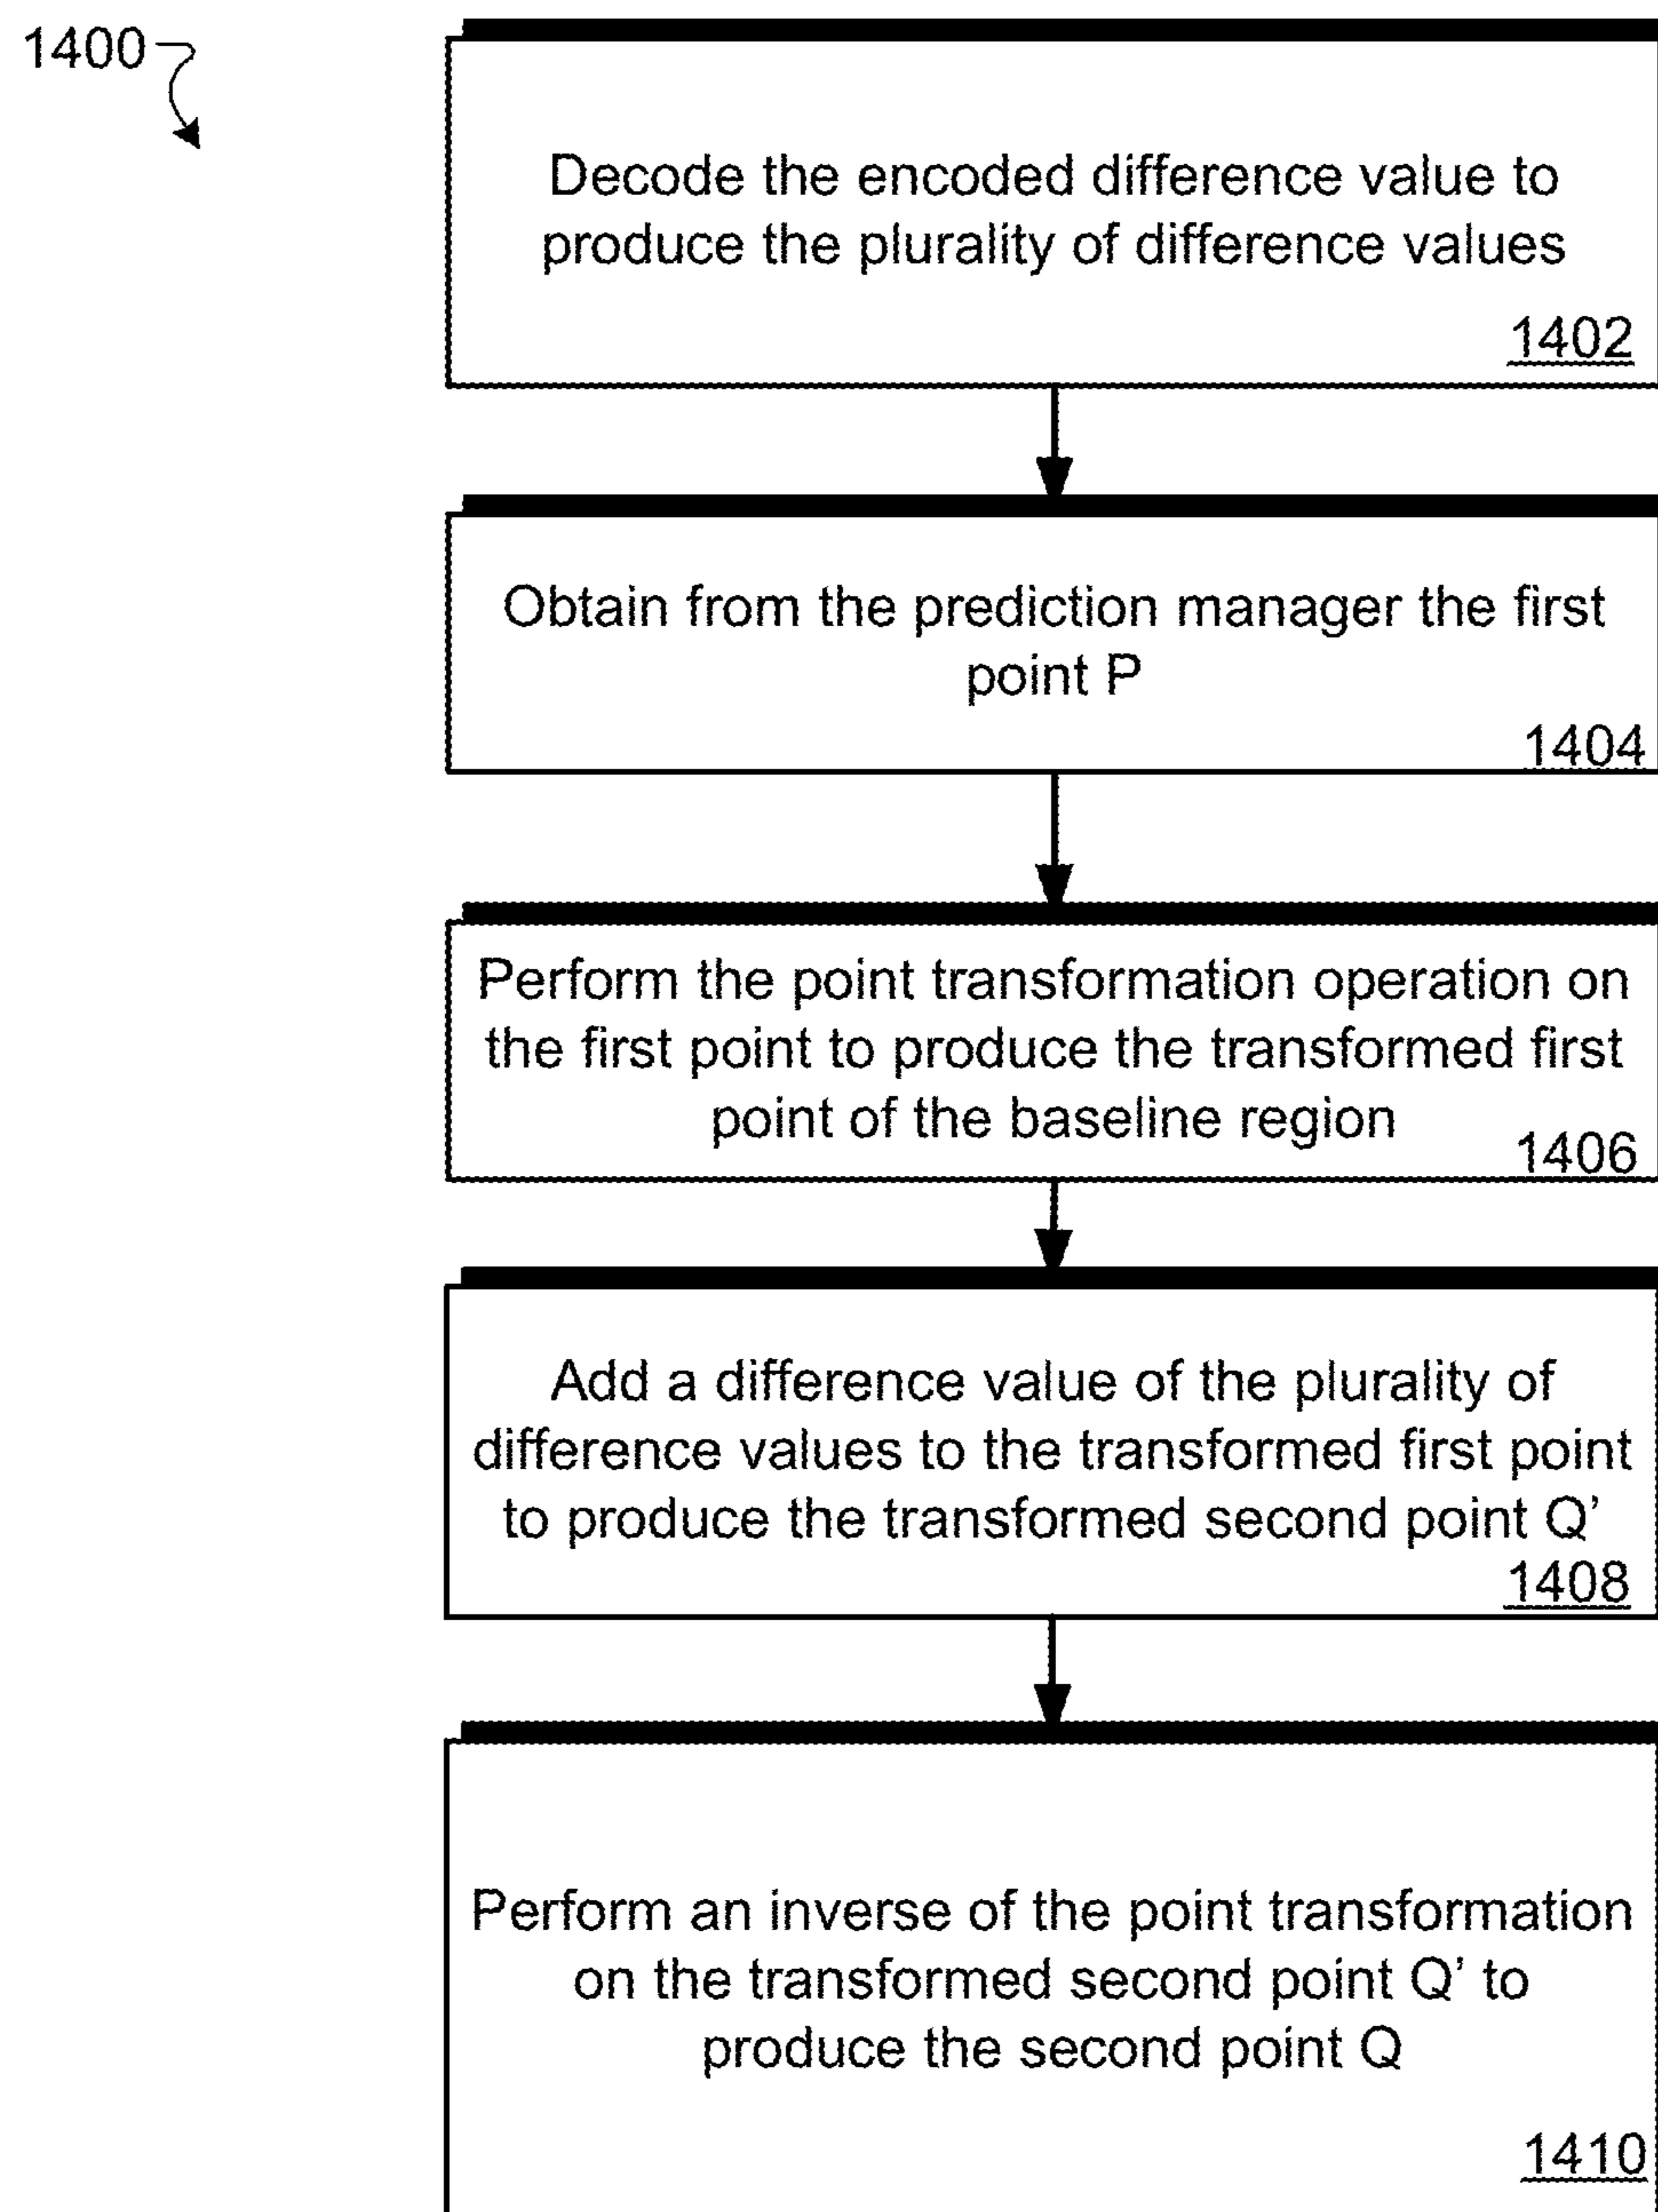 1400
Decode the encoded difference value to
produce the plurality of difference values
1402
Obtain from the prediction manager the first
point P
1404
Perform the point transformation operation on
the first point to produce the transformed first
point of the baseline region
1406
Add a difference value of the plurality of
difference values to the transformed first point
to produce the transformed second point Q’
1408
Perform an inverse of the point transformation
on the transformed second point Q’ to
produce the second point Q
1410